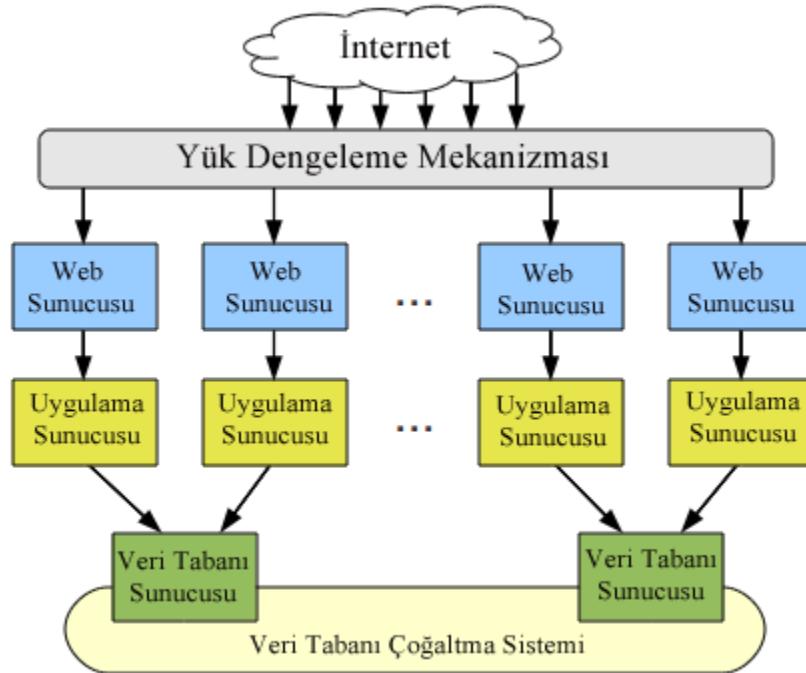 İnternet
Yük Dengeleme Mekanizması
Web
Sunucusu
Web
Sunucusu
...
Web
Sunucusu
Web
Sunucusu
Uygulama
Sunucusu
Uygulama
Sunucusu
...
Uygulama
Sunucusu
Uygulama
Sunucusu
Veri Tabanı
Sunucusu
Veri Tabanı
Sunucusu
Veri Tabanı Çoğaltma Sistemi